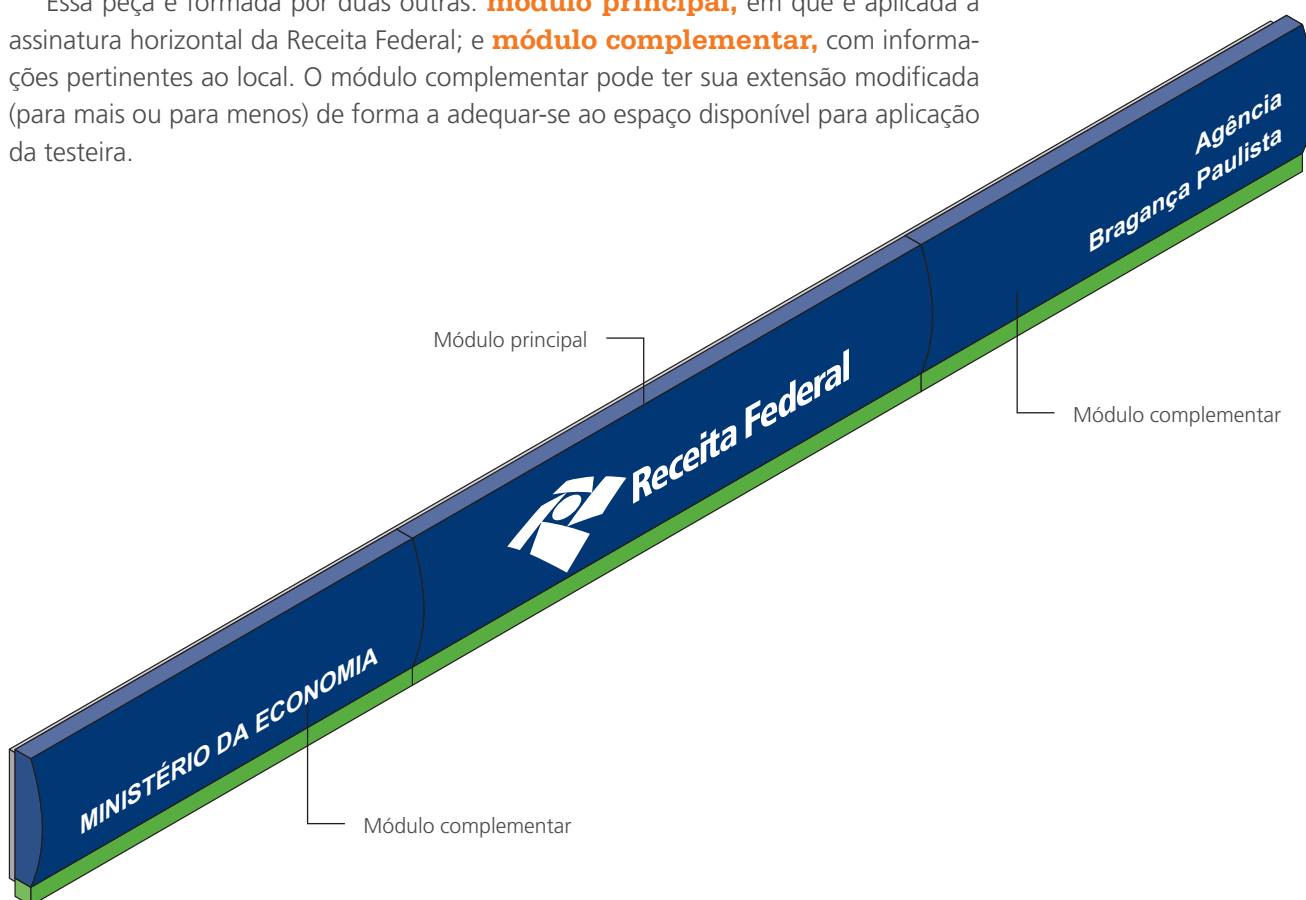 Essa peça é formada por duas outras: módulo principal, em que é aplicada a
assinatura horizontal da Receita Federal; e módulo complementar, com informa-
ções pertinentes ao local. O módulo complementar pode ter sua extensão modificada
(para mais ou para menos) de forma a adequar-se ao espaço disponível para aplicação
da testeira.
Agência
Bragança Paulista
Módulo principal
Receita Federal
Módulo complementar
MINISTÉRIO DA ECONOMIA
Módulo complementar